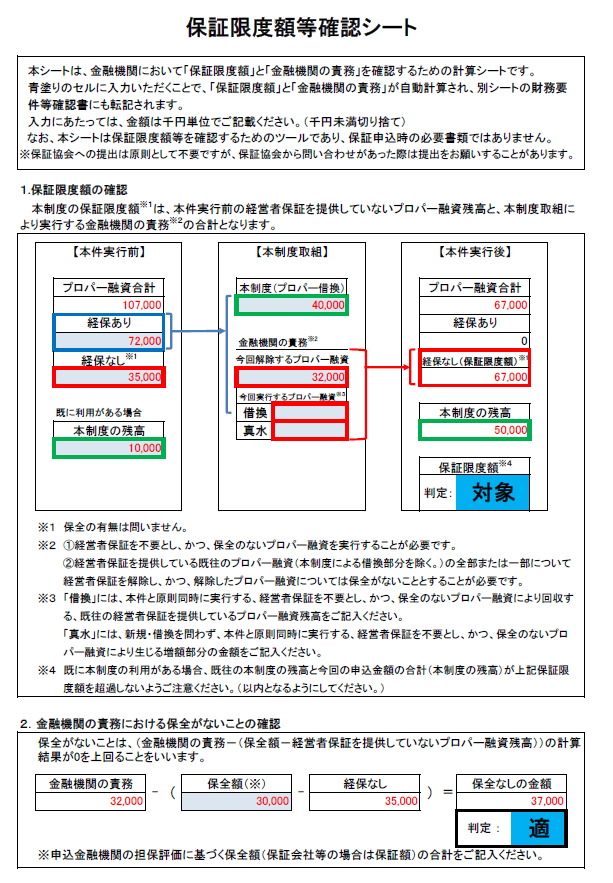 保証限度額等確認シート
本シートは、金融機関において「保証限度額」と「金融機関の責務」を確認するための計算シートです。
青塗りのセルに入力いただくことで、「保証限度額」と「金融機関の責務」が自動計算され、別シートの財務要
件等確認書にも転記されます。
入力にあたっては、金額は千円単位でご記載ください。（千円未満切り捨て）
なお、本シートは保証限度額等を確認するためのツールであり、保証申込時の必要書類ではありません。
※保証協会への提出は原則として不要ですが、保証協会から問い合わせがあった際は提出をお願いすることがあります。
1.保証限度額の確認
本制度の保証限度額※1は、本件実行前の経営者保証を提供していないプロパー融資残高と、本制度取組に
より実行する金融機関の責務※2の合計となります。
【本件実行前】
プロパー融資合計
107,000
経保あり
72,000
経保なし※1
35,000
既に利用がある場合
本制度の残高
10,000
【本制度取組】
本制度（プロパー借換）
40,000
金融機関の責務※2
今回解除するプロパー融資
32,000
今回実行するプロパー融資※3
借換
真水
【本件実行後】
プロパー融資合計
67,000
経保あり
0
経保なし（保証限度額）※1
67,000
本制度の残高
50,000
保証限度額※4
判定： 対象
※1 保全の有無は問いません。
※2 ①経営者保証を不要とし、かつ、保全のないプロパー融資を実行することが必要です。
②経営者保証を提供している既往のプロパー融資（本制度による借換部分を除く。）の全部または一部について
経営者保証を解除し、かつ、解除したプロパー融資については保全がないこととすることが必要です。
※3 「借換」には、本件と原則同時に実行する、経営者保証を不要とし、かつ、保全のないプロパー融資により回収す
る、既往の経営者保証を提供しているプロパー融資残高をご記入ください。
「真水」には、新規・借換を問わず、本件と原則同時に実行する、経営者保証を不要とし、かつ、保全のないプロ
パー融資により生じる増額部分の金額をご記入ください。
※4 既に本制度の利用がある場合、既往の本制度の残高と今回の申込金額の合計（本制度の残高）が上記保証限
度額を超過しないようご注意ください。（以内となるようにしてください。）
2．金融機関の責務における保全がないことの確認
保全がないことは、（金融機関の責務－（保全額－経営者保証を提供していないプロパー融資残高））の計算
結果が0を上回ることをいいます。
金融機関の責務 保全額（※） 経保なし 保全なしの金額
32,000 － （ 30,000 － 35,000 ） ＝ 37,000
判定： 適
※申込金融機関の担保評価に基づく保全額（保証会社等の場合は保証額）の合計をご記入ください。